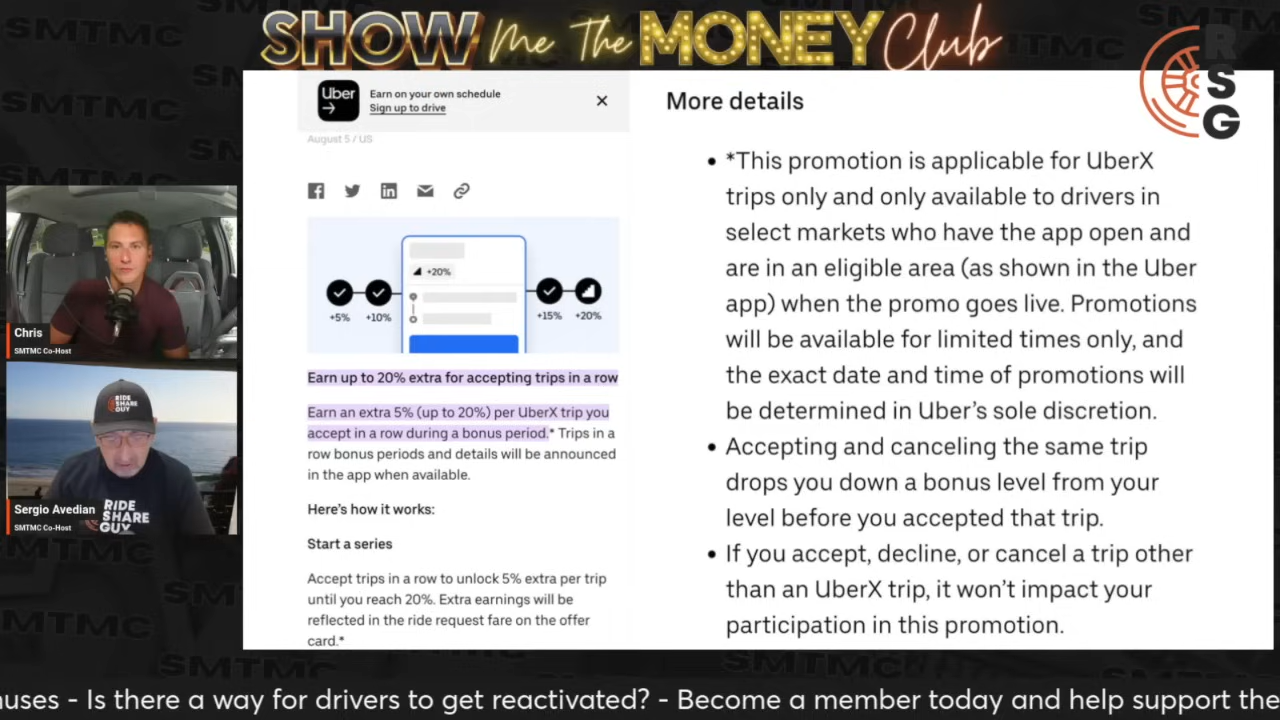 SHOW Me The MONEY Club
RSG
Uber
Earn on your own schedule
Sign up to drive
August 5 / US
+20%
+5%
+10%
+15%
+20%
Earn up to 20% extra for accepting trips in a row
Earn an extra 5% (up to 20%) per UberX trip you
accept in a row during a bonus period.* Trips in a
row bonus periods and details will be announced
in the app when available.
Here's how it works:
Start a series
Accept trips in a row to unlock 5% extra per trip
until you reach 20%. Extra earnings will be
reflected in the ride request fare on the offer
card.*
More details
• *This promotion is applicable for UberX
trips only and only available to drivers in
select markets who have the app open and
are in an eligible area (as shown in the Uber
app) when the promo goes live. Promotions
will be available for limited times only, and
the exact date and time of promotions will
be determined in Uber's sole discretion.
• Accepting and canceling the same trip
drops you down a bonus level from your
level before you accepted that trip.
• If you accept, decline, or cancel a trip other
than an UberX trip, it won't impact your
participation in this promotion.
Chris
SMTMC Co-Host
RIDE
SHARE
GUY
RIDE
SHARE
GUY
Sergio Avedian
SMTMC Co-Host
SMTMC
SMTMC
SMTMC
SMTMC
SMTMC
nuses - Is there a way for drivers to get reactivated? - Become a member today and help support the